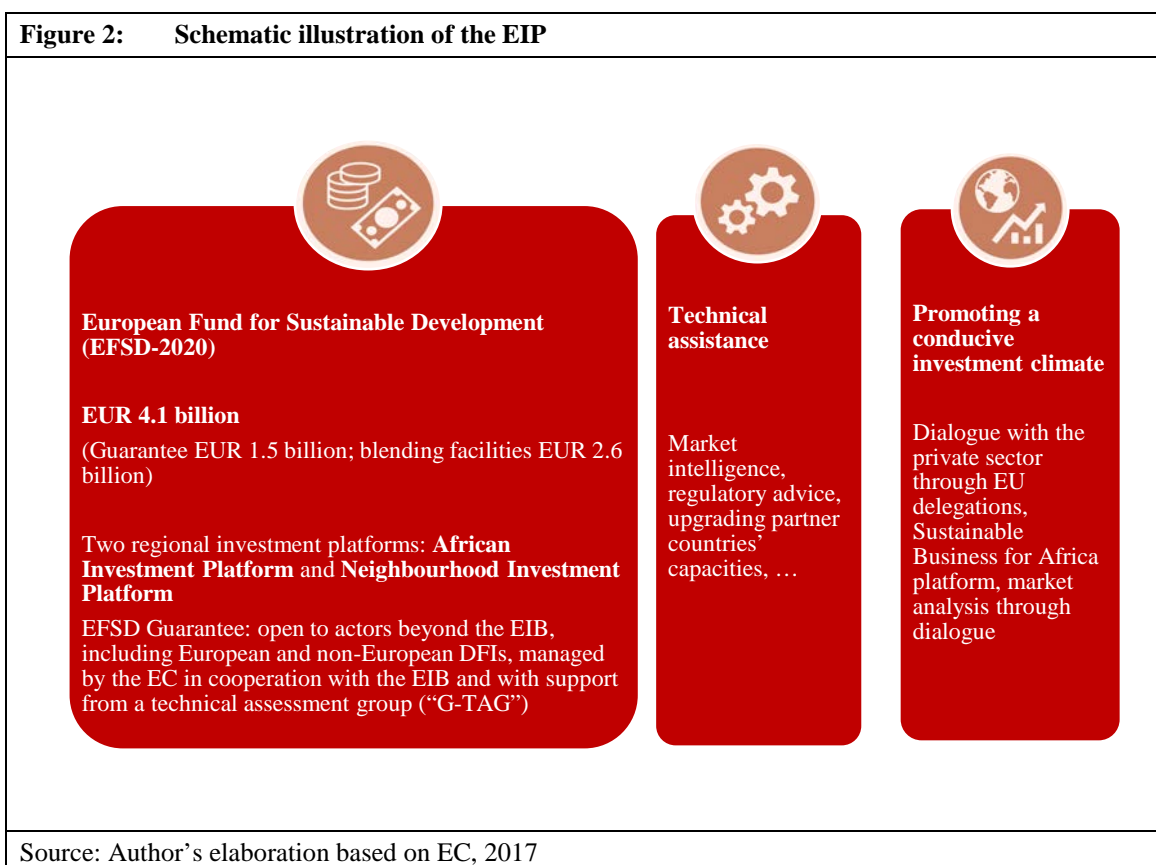 Figure 2: Schematic illustration of the EIP
European Fund for Sustainable Development
(EFSD-2020)
EUR 4.1 billion
(Guarantee EUR 1.5 billion; blending facilities EUR 2.6
billion)
Two regional investment platforms: African
Investment Platform and Neighbourhood Investment
Platform
EFSD Guarantee: open to actors beyond the EIB,
including European and non-European DFIs, managed
by the EC in cooperation with the EIB and with support
from a technical assessment group (“G-TAG”)
Technical
assistance
Market
intelligence,
regulatory advice,
upgrading partner
countries’
capacities, …
Promoting a
conducive
investment climate
Dialogue with the
private sector
through EU
delegations,
Sustainable
Business for Africa
platform, market
analysis through
dialogue
Source: Author’s elaboration based on EC, 2017